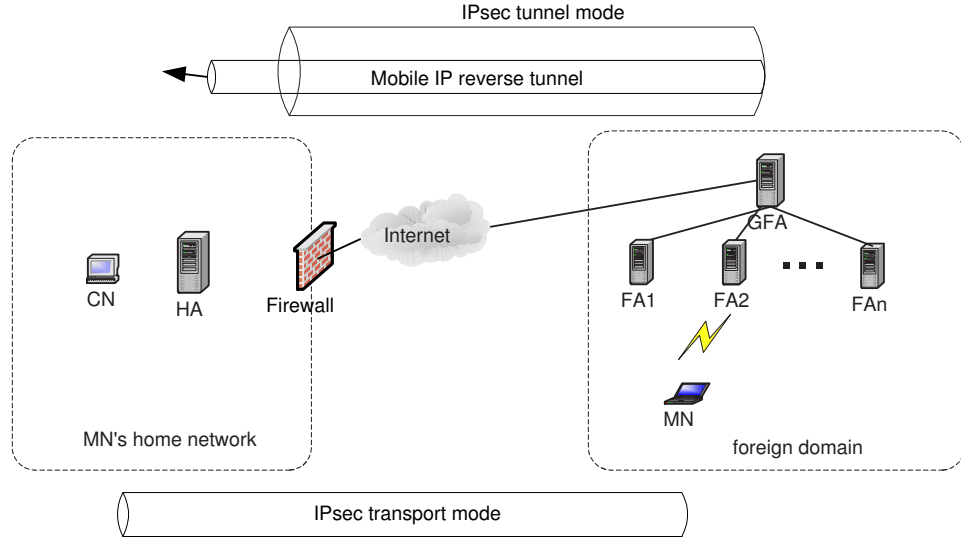 IPsec tunnel mode
Mobile IP reverse tunnel
Internet
GFA
CN
HA
Firewall
FA1
FA2
FAn
MN
MN's home network
foreign domain
IPsec transport mode